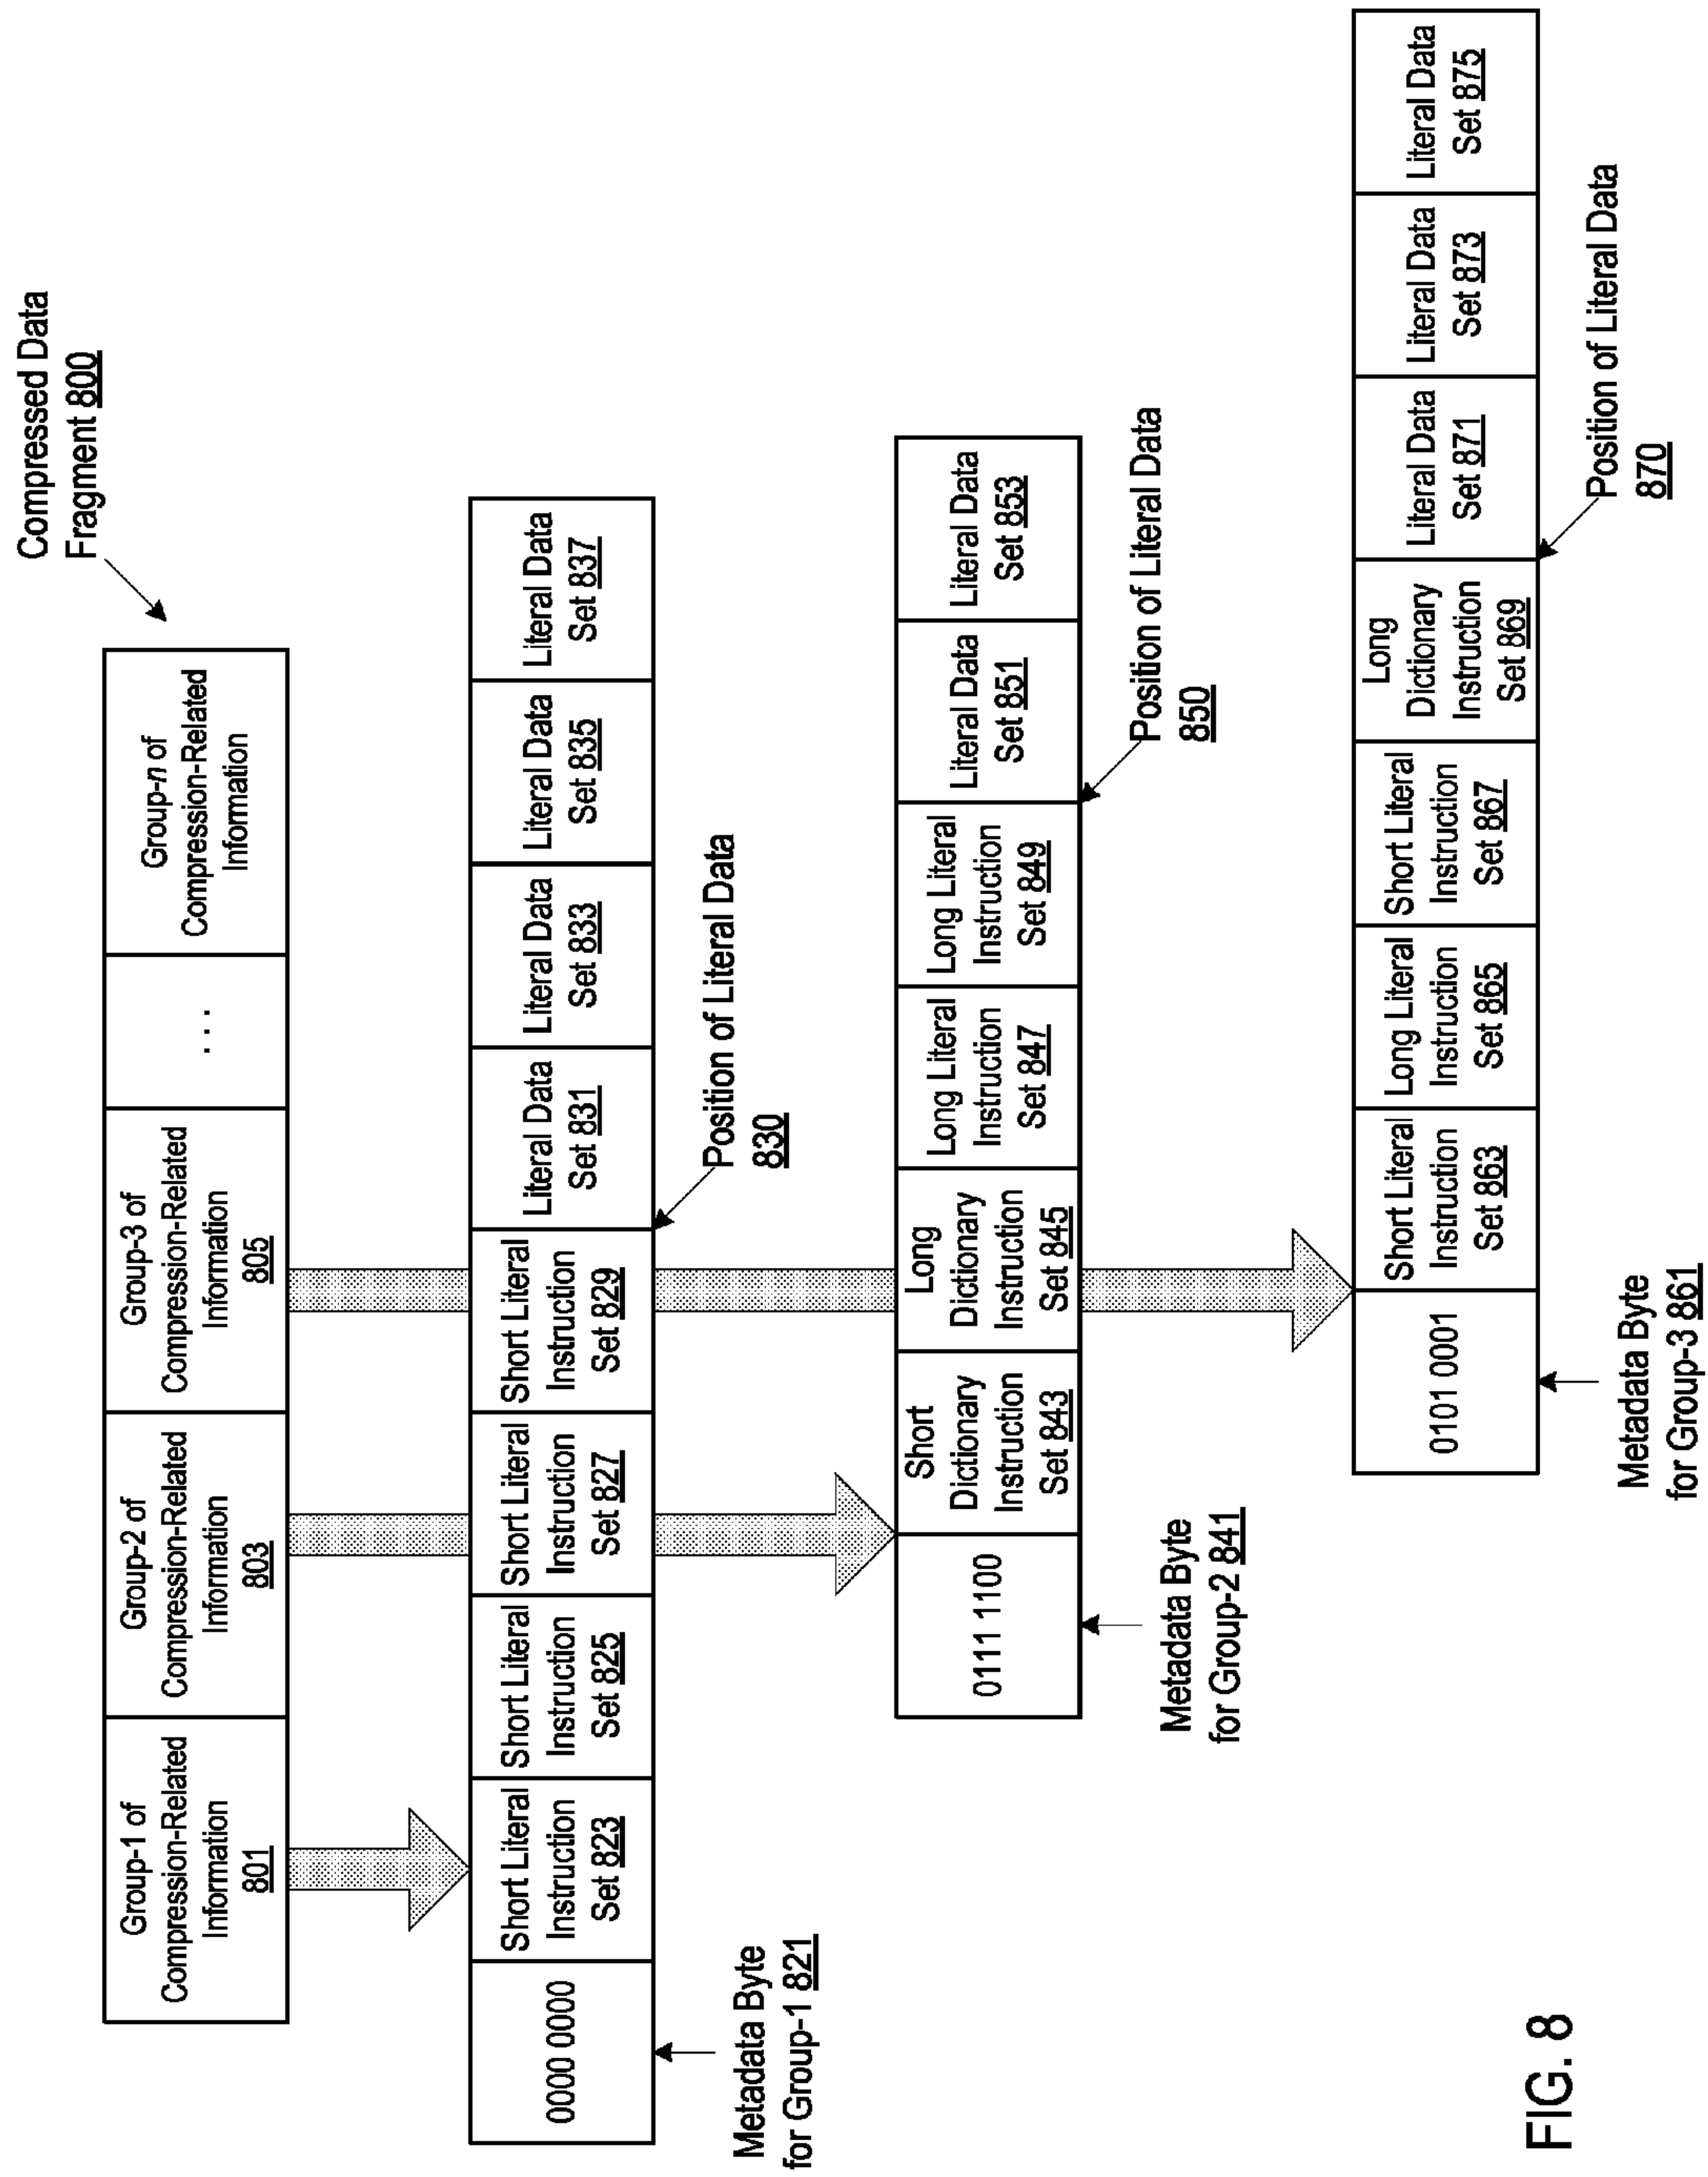 Compressed Data
Fragment 800
Group-1 of
Compression-Related
Information
801
Group-2 of
Compression-Related
Information
803
Group-3 of
Compression-Related
Information
805
. . .
Group-n of
Compression-Related
Information
0000 0000
Short Literal
Instruction
Set 823
Short Literal
Instruction
Set 825
Short Literal
Instruction
Set 827
Short Literal
Instruction
Set 829
Literal Data
Set 831
Literal Data
Set 833
Literal Data
Set 835
Literal Data
Set 837
Metadata Byte
for Group-1 821
Position of Literal Data
830
0111 1100
Short
Dictionary
Instruction
Set 843
Long
Dictionary
Instruction
Set 845
Long Literal
Instruction
Set 847
Long Literal
Instruction
Set 849
Literal Data
Set 851
Literal Data
Set 853
Metadata Byte
for Group-2 841
Position of Literal Data
850
0101 0001
Short Literal
Instruction
Set 863
Long Literal
Instruction
Set 865
Short Literal
Instruction
Set 867
Long
Dictionary
Instruction
Set 869
Literal Data
Set 871
Literal Data
Set 873
Literal Data
Set 875
Metadata Byte
for Group-3 861
Position of Literal Data
870
FIG. 8